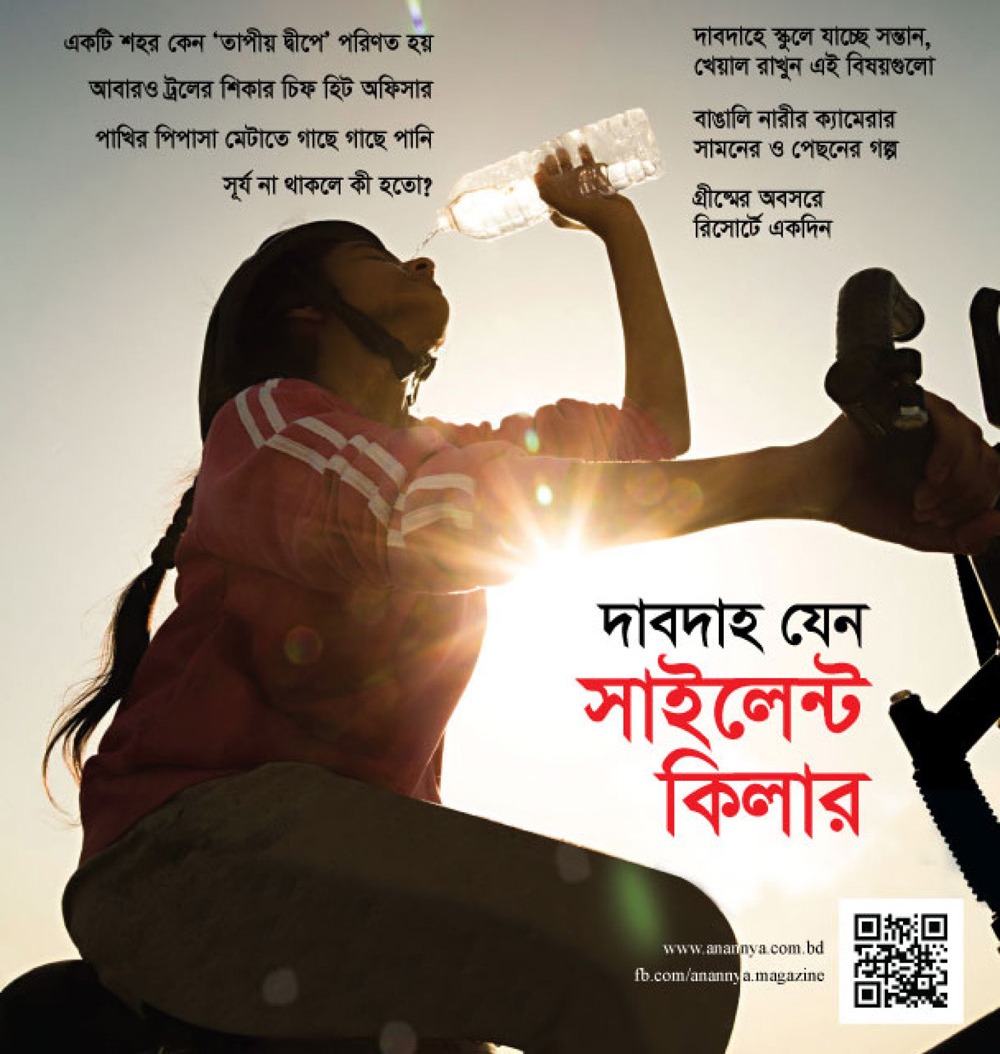 একটি শহর কেন ‘তাপীয় দ্বীপে’ পরিণত হয়
আবারও ট্রলের শিকার চিফ হিট অফিসার
পাখির পিপাসা মেটাতে গাছে গাছে পানি
সূর্য না থাকলে কী হতো?
দাবদাহে স্কুলে যাচ্ছে সন্তান,
খেয়াল রাখুন এই বিষয়গুলো
বাঙালি নারীর ক্যামেরার
সামনের ও পেছনের গল্প
গ্রীষ্মের অবসরে
রিসোর্টে একদিন
দাবদাহ যেন
সাইলেন্ট
কিলার
www.anannya.com.bd
fb.com/anannya.magazine